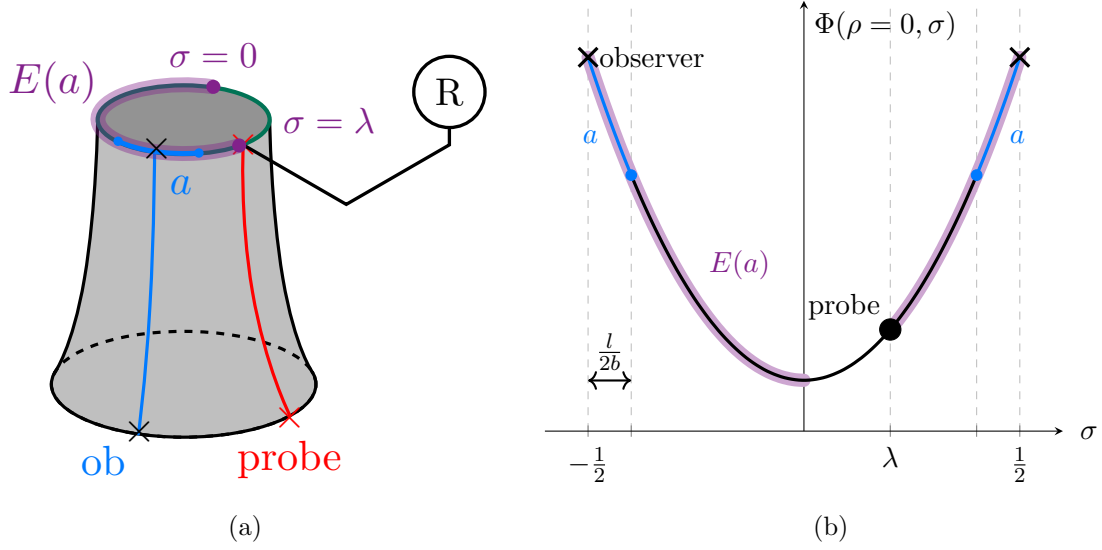 σ = 0
E(a)
R
σ = λ
a
ob
probe
(a)
Φ(ρ = 0, σ)
observer
a
a
E(a)
probe
l/2b
σ
−1/2
λ
1/2
(b)